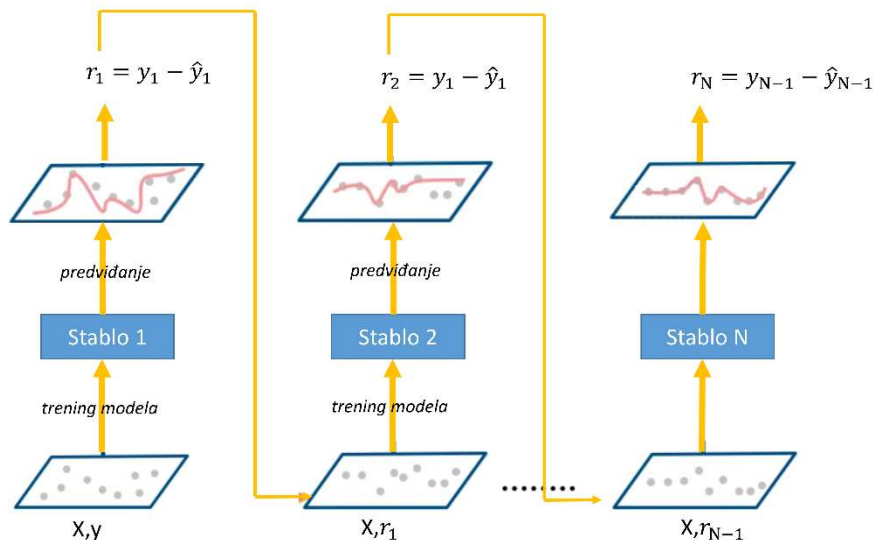 r₁ = y₁ − ŷ₁
r₂ = y₁ − ŷ₁
r_N = y_{N−1} − ŷ_{N−1}
predviđanje
predviđanje
Stablo 1
Stablo 2
Stablo N
trening modela
trening modela
.........
X,y
X,r₁
X,r_{N−1}